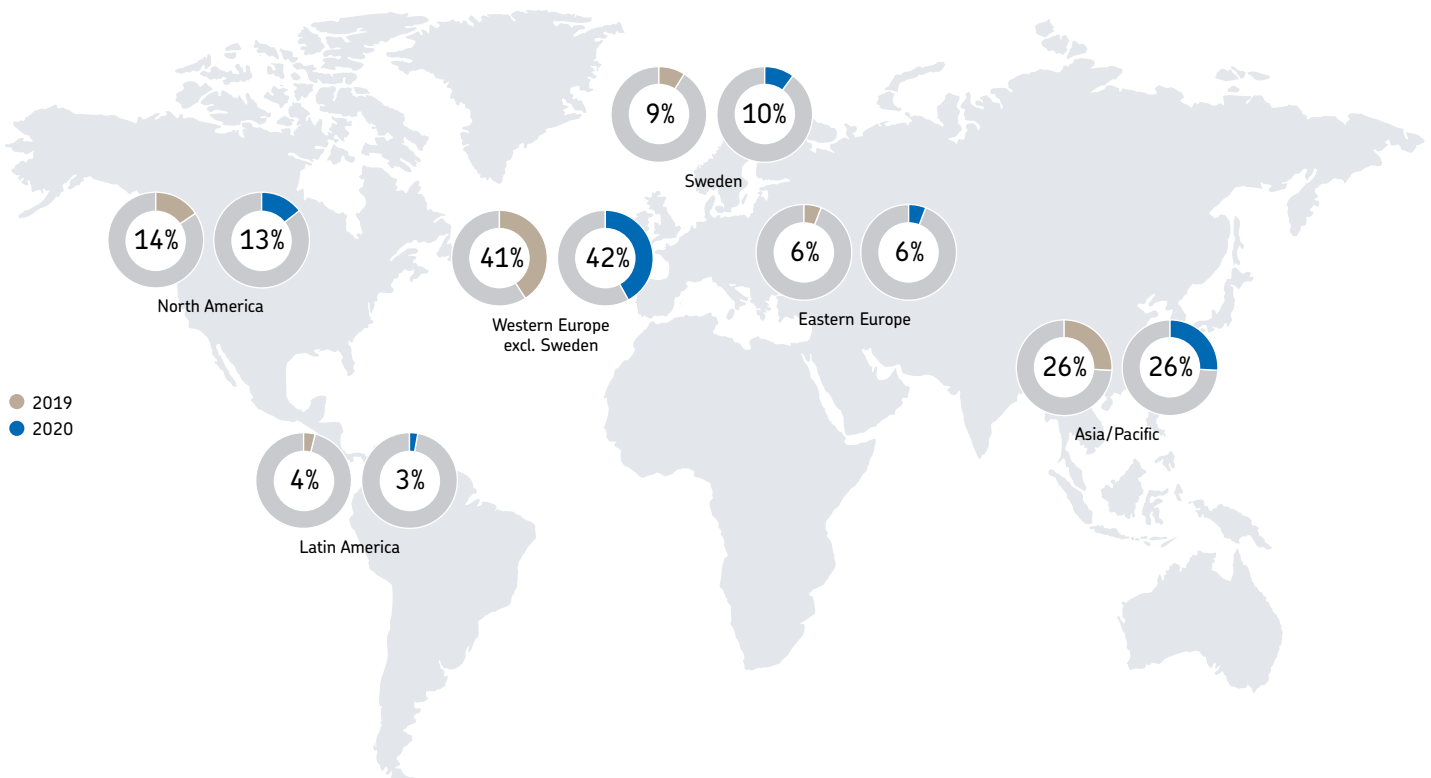 9%
10%
Sweden
14%
13%
North America
41%
42%
Western Europe
excl. Sweden
6%
6%
Eastern Europe
26%
26%
Asia/Pacific
2019
2020
4%
3%
Latin America